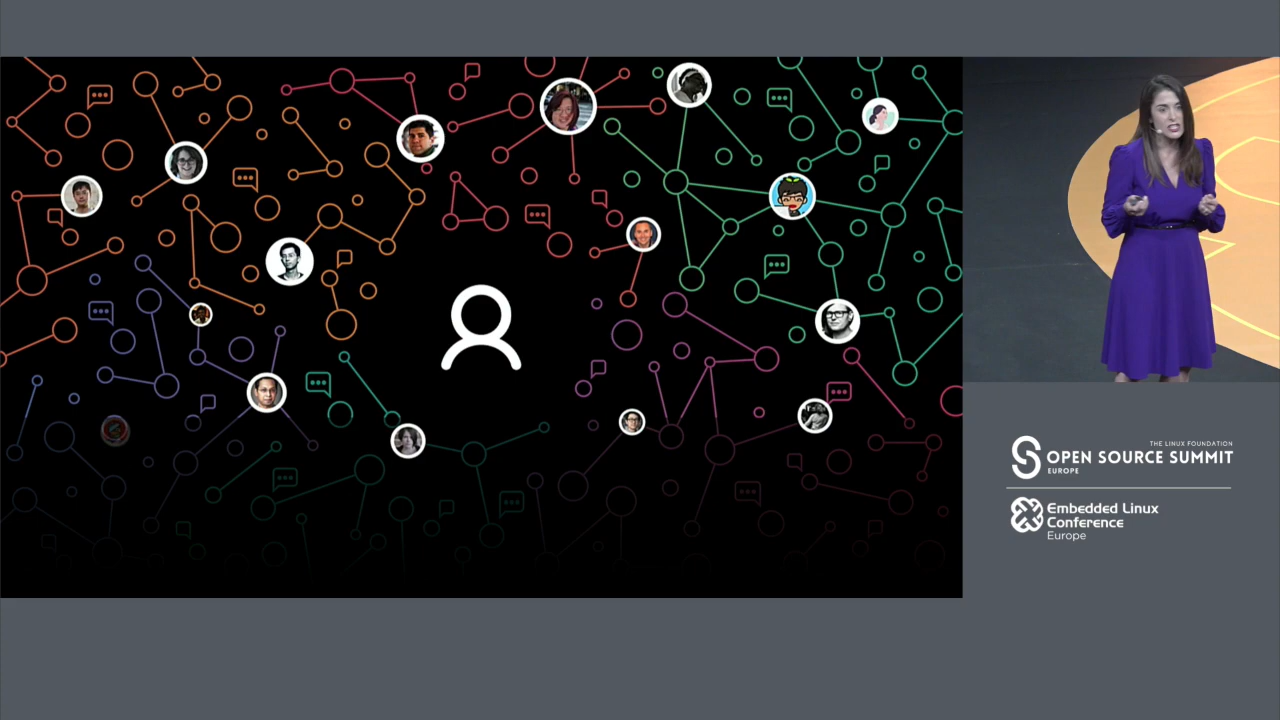 THE LINUX FOUNDATION
OPEN SOURCE SUMMIT
EUROPE
Embedded Linux
Conference
Europe